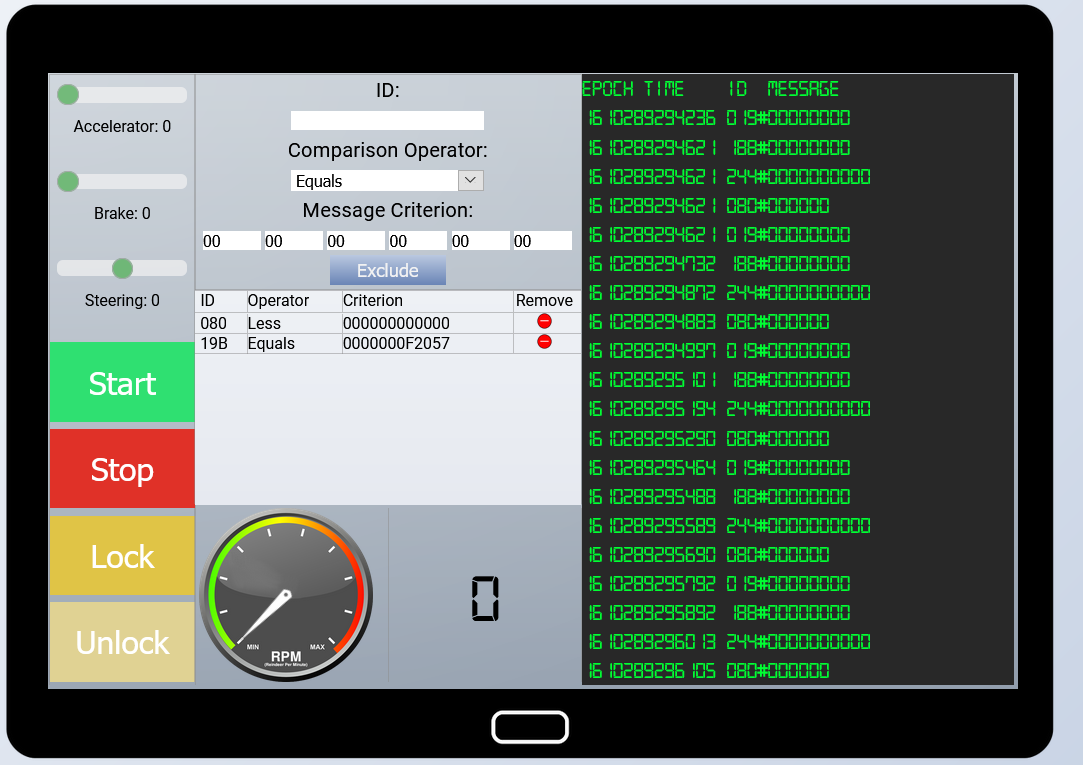 Accelerator: 0
Brake: 0
Steering: 0
Start
Stop
Lock
Unlock
ID:
Comparison Operator:
Equals
Message Criterion:
00 00 00 00 00 00
Exclude
ID Operator Criterion Remove
080 Less 000000000000
19B Equals 0000000F2057
MIN MAX
RPM
(Reindeer Per Minute)
0
EPOCH TIME ID MESSAGE
1610289294236 019#00000000
1610289294621 188#00000000
1610289294621 244#0000000000
1610289294621 080#000000
1610289294621 019#00000000
1610289294732 188#00000000
1610289294872 244#0000000000
1610289294883 080#000000
1610289294997 019#00000000
1610289295101 188#00000000
1610289295194 244#0000000000
1610289295290 080#000000
1610289295464 019#00000000
1610289295488 188#00000000
1610289295589 244#0000000000
1610289295690 080#000000
1610289295792 019#00000000
1610289295892 188#00000000
1610289296013 244#0000000000
1610289296105 080#000000